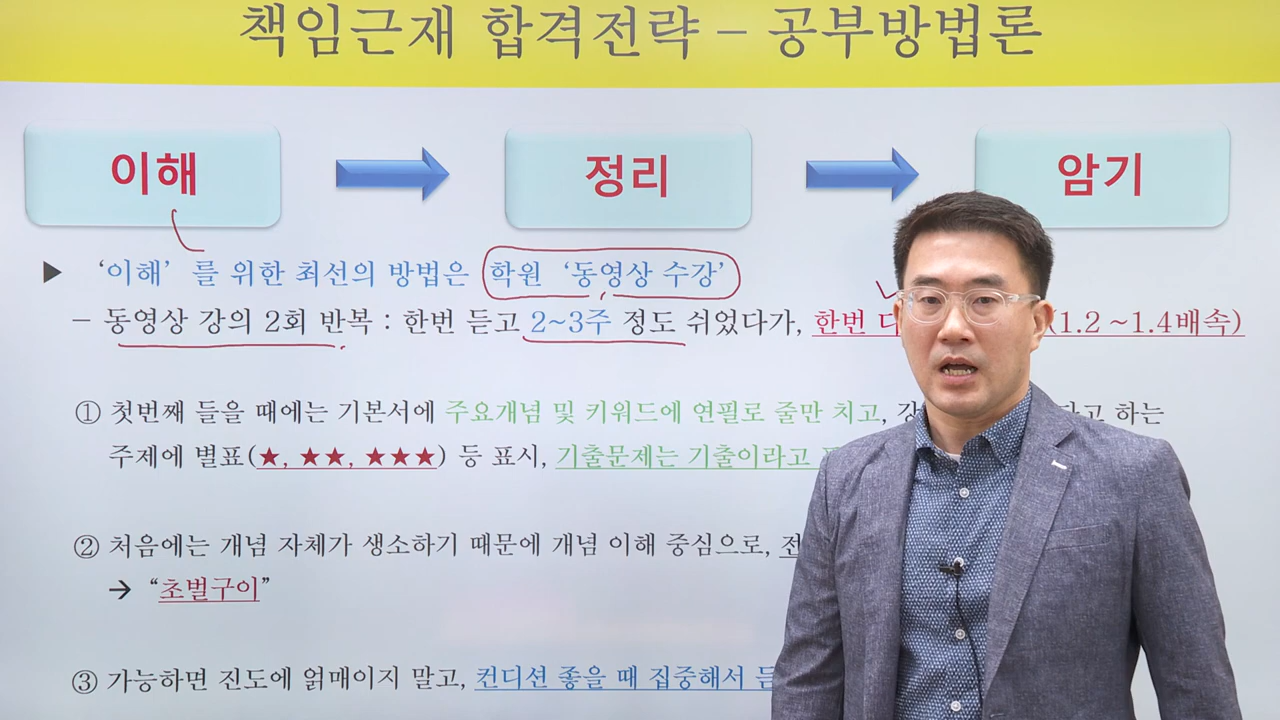 책임근재 합격전략 – 공부방법론
이해 정리 암기
▶ ‘이해’ 를 위한 최선의 방법은 학원 ‘동영상 수강’
– 동영상 강의 2회 반복 : 한번 듣고 2~3주 정도 쉬었다가, 한번 (1.2 ~1.4배속)
① 첫번째 들을 때에는 기본서에 주요개념 및 키워드에 연필로 줄만 치고, 하는
주제에 별표(★, ★★, ★★★) 등 표시, 기출문제는 기출이라고
② 처음에는 개념 자체가 생소하기 때문에 개념 이해 중심으로,
→ “초벌구이”
③ 가능하면 진도에 얽매이지 말고, 컨디션 좋을 때 집중해서